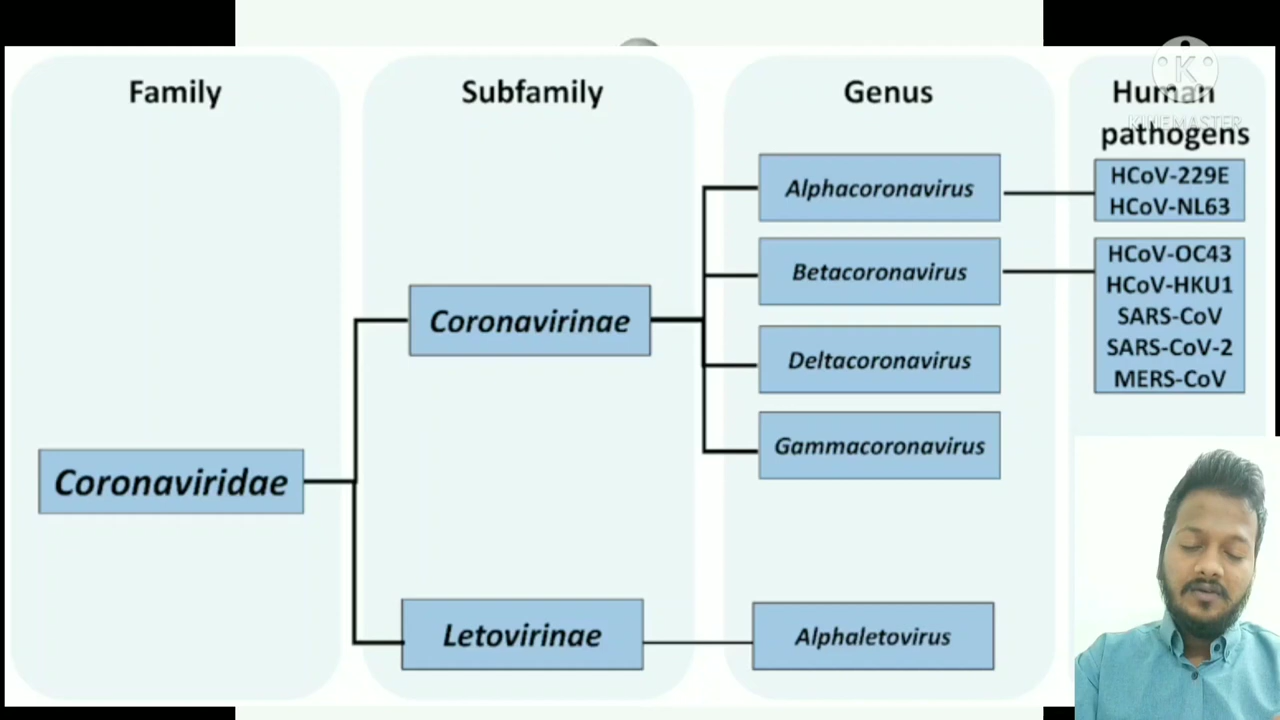 Family
Subfamily
Genus
Human
pathogens
K
KINEMASTER
Alphacoronavirus
HCoV-229E
HCoV-NL63
Betacoronavirus
HCoV-OC43
HCoV-HKU1
SARS-CoV
SARS-CoV-2
MERS-CoV
Coronavirinae
Deltacoronavirus
Gammacoronavirus
Coronaviridae
Letovirinae
Alphaletovirus